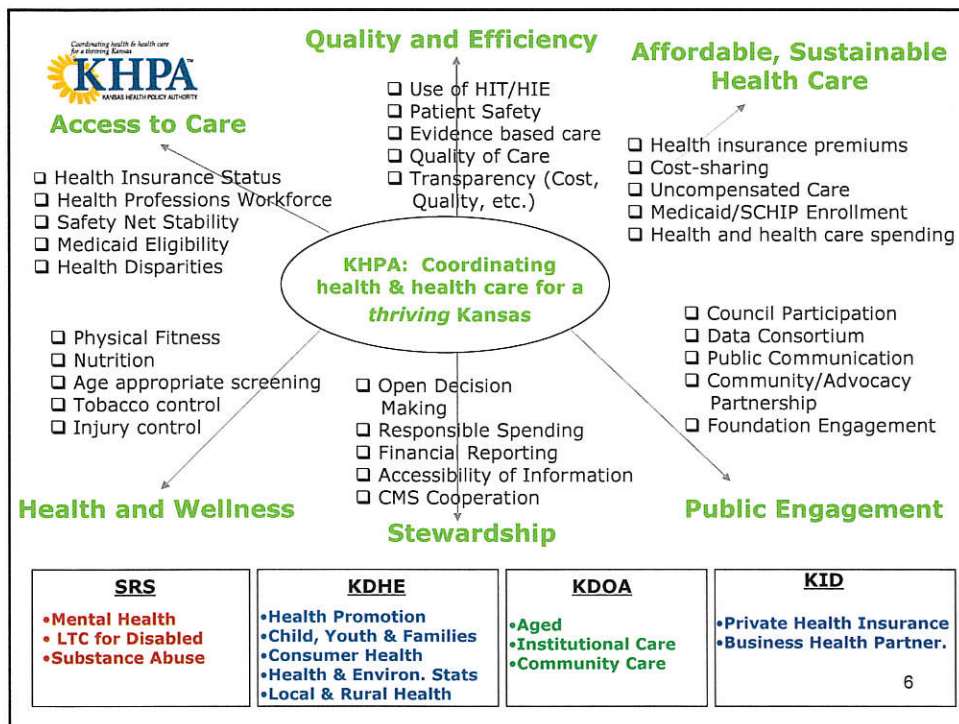 Coordinating health & health care
for a thriving Kansas
KHPA™
KANSAS HEALTH POLICY AUTHORITY
Quality and Efficiency
❑ Use of HIT/HIE
❑ Patient Safety
❑ Evidence based care
❑ Quality of Care
❑ Transparency (Cost,
Quality, etc.)
Affordable, Sustainable
Health Care
❑ Health insurance premiums
❑ Cost-sharing
❑ Uncompensated Care
❑ Medicaid/SCHIP Enrollment
❑ Health and health care spending
Access to Care
❑ Health Insurance Status
❑ Health Professions Workforce
❑ Safety Net Stability
❑ Medicaid Eligibility
❑ Health Disparities
KHPA: Coordinating
health & health care for a
thriving Kansas
❑ Physical Fitness
❑ Nutrition
❑ Age appropriate screening
❑ Tobacco control
❑ Injury control
Health and Wellness
❑ Open Decision
Making
❑ Responsible Spending
❑ Financial Reporting
❑ Accessibility of Information
❑ CMS Cooperation
Stewardship
❑ Council Participation
❑ Data Consortium
❑ Public Communication
❑ Community/Advocacy
Partnership
❑ Foundation Engagement
Public Engagement
SRS
•Mental Health
• LTC for Disabled
•Substance Abuse
KDHE
•Health Promotion
•Child, Youth & Families
•Consumer Health
•Health & Environ. Stats
•Local & Rural Health
KDOA
•Aged
•Institutional Care
•Community Care
KID
•Private Health Insurance
•Business Health Partner.
6